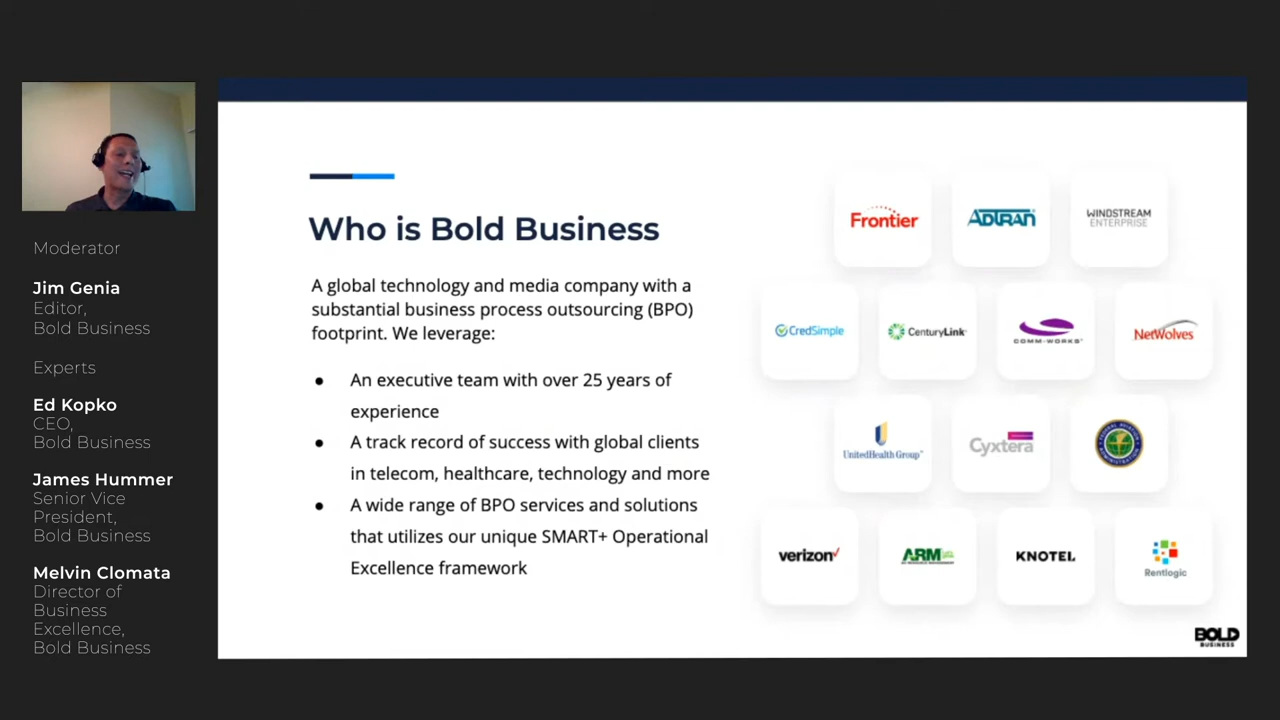 Moderator
Jim Genia
Editor,
Bold Business
Experts
Ed Kopko
CEO,
Bold Business
James Hummer
Senior Vice
President,
Bold Business
Melvin Clomata
Director of
Business
Excellence,
Bold Business
Who is Bold Business
A global technology and media company with a
substantial business process outsourcing (BPO)
footprint. We leverage:
● An executive team with over 25 years of
experience
● A track record of success with global clients
in telecom, healthcare, technology and more
● A wide range of BPO services and solutions
that utilizes our unique SMART+ Operational
Excellence framework
Frontier
ADTRAN
WINDSTREAM
ENTERPRISE
CredSimple
CenturyLink
COMM-WORKS
NETWOLVES
UnitedHealth Group
Cyxtera
verizon
ARM
KNOTEL
Rentlogic
BOLD
BUSINESS